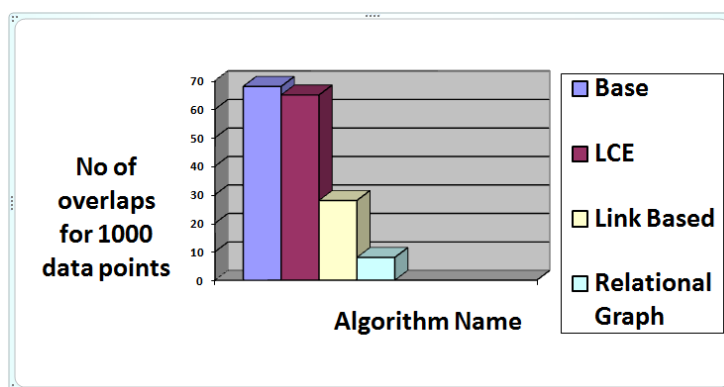 No of
overlaps
for 1000
data points
70
60
50
40
30
20
10
0
Algorithm Name
Base
LCE
Link Based
Relational
Graph